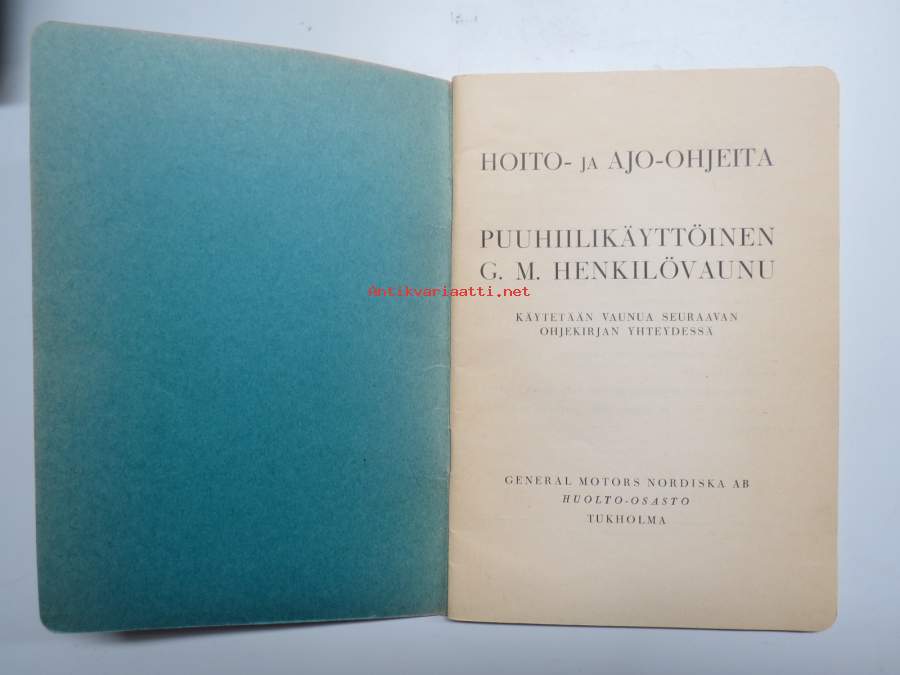 HOITO- JA AJO-OHJEITA
PUUHIILIKÄYTTÖINEN
G. M. HENKILÖVAUNU
Antikvariaatti.net
KÄYTETÄÄN VAUNUA SEURAAVAN
OHJEKIRJAN YHTEYDESSÄ
GENERAL MOTORS NORDISKA AB
HUOLTO-OSASTO
TUKHOLMA